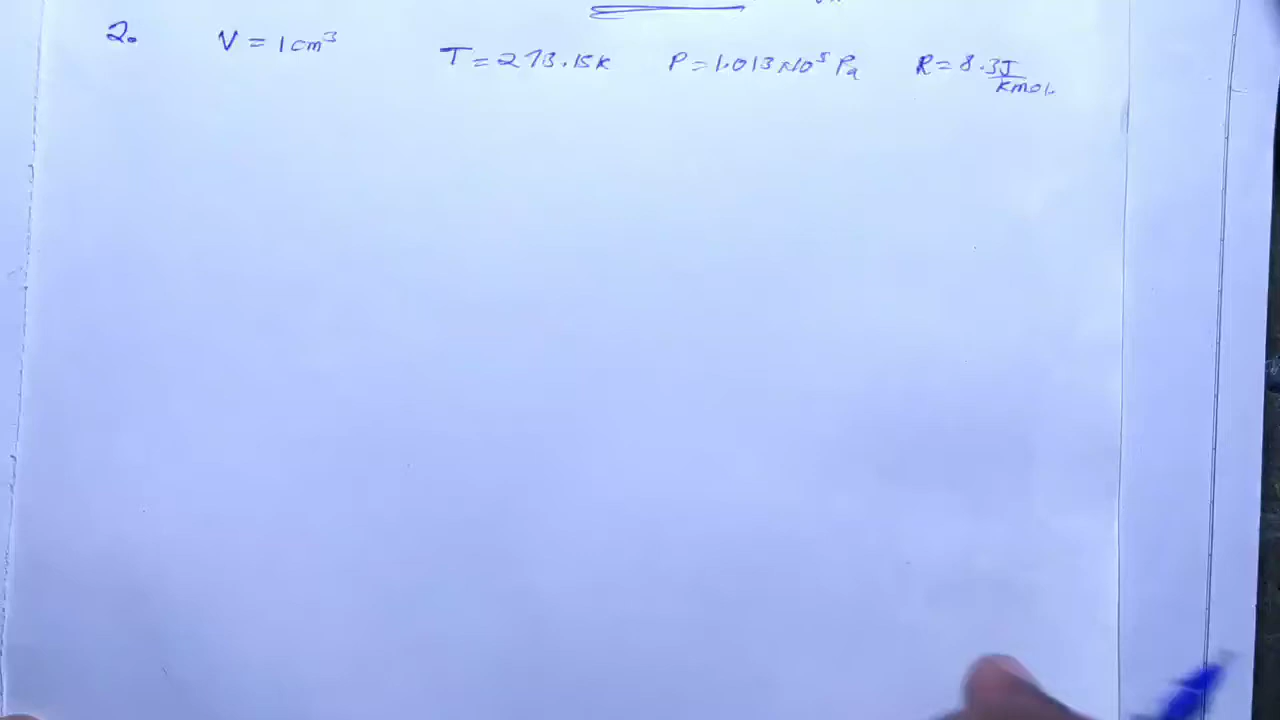 2. V = 1cm³ T = 273.15K P = 1.013×10⁵ Pa R = 8.3J/kmol.